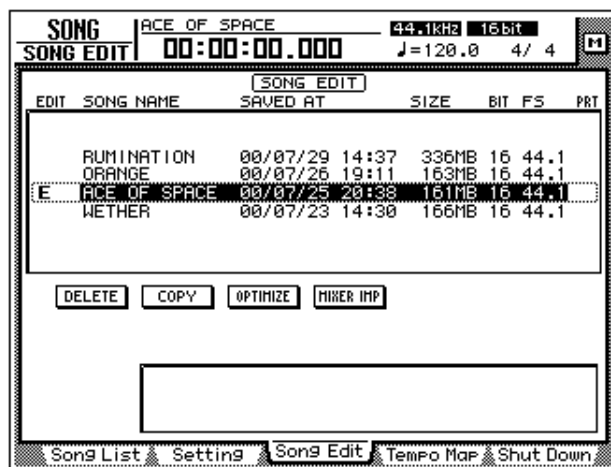 SONG ACE OF SPACE 44.1kHz 16bit M
SONG EDIT 00:00:00.000 ♩=120.0 4/ 4
SONG EDIT
EDIT SONG NAME SAVED AT SIZE BIT FS PRT
RUMINATION 00/07/29 14:37 336MB 16 44.1
ORANGE 00/07/26 19:11 163MB 16 44.1
E ACE OF SPACE 00/07/25 20:38 161MB 16 44.1
WETHER 00/07/23 14:30 166MB 16 44.1
DELETE COPY OPTIMIZE MIXER IMP
Song List Setting Song Edit Tempo Map Shut Down